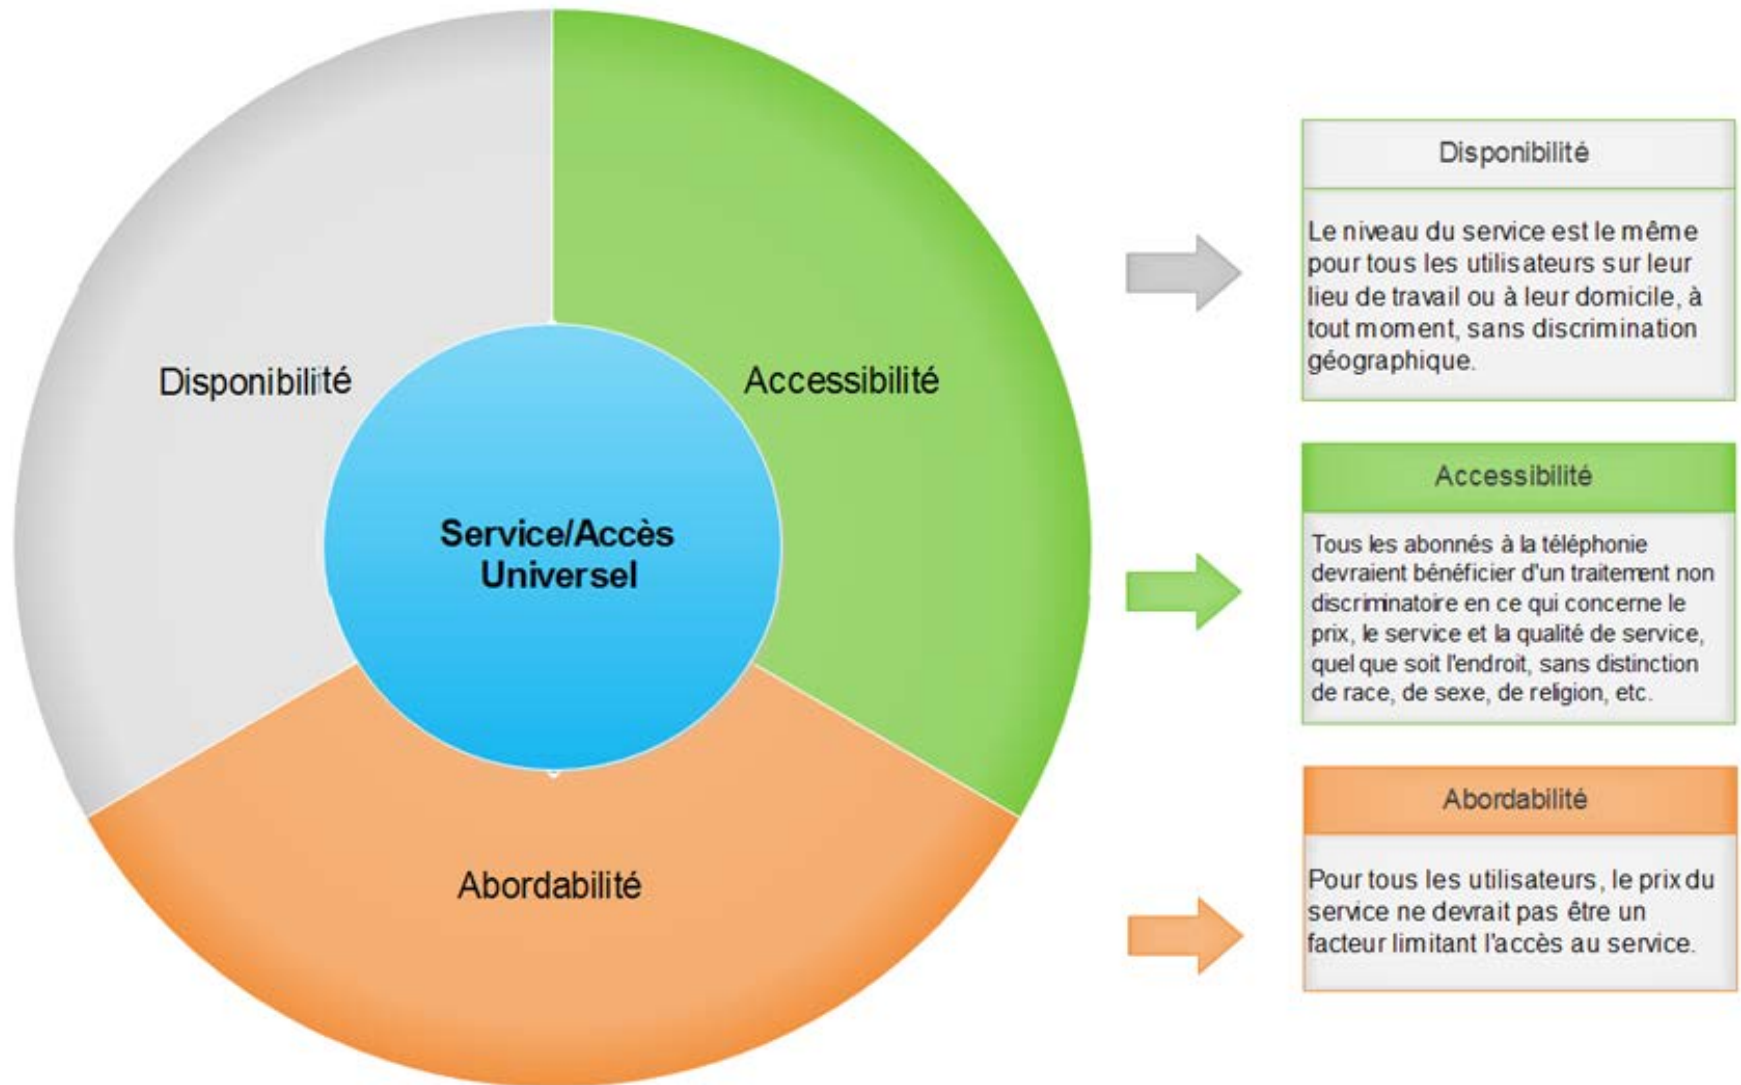 Disponibilité
Accessibilité
Service/Accès
Universel
Abordabilité
Disponibilité
Le niveau du service est le même
pour tous les utilisateurs sur leur
lieu de travail ou à leur domicile, à
tout moment, sans discrimination
géographique.
Accessibilité
Tous les abonnés à la téléphonie
devraient bénéficier d'un traitement non
discriminatoire en ce qui concerne le
prix, le service et la qualité de service,
quel que soit l'endroit, sans distinction
de race, de sexe, de religion, etc.
Abordabilité
Pour tous les utilisateurs, le prix du
service ne devrait pas être un
facteur limitant l'accès au service.